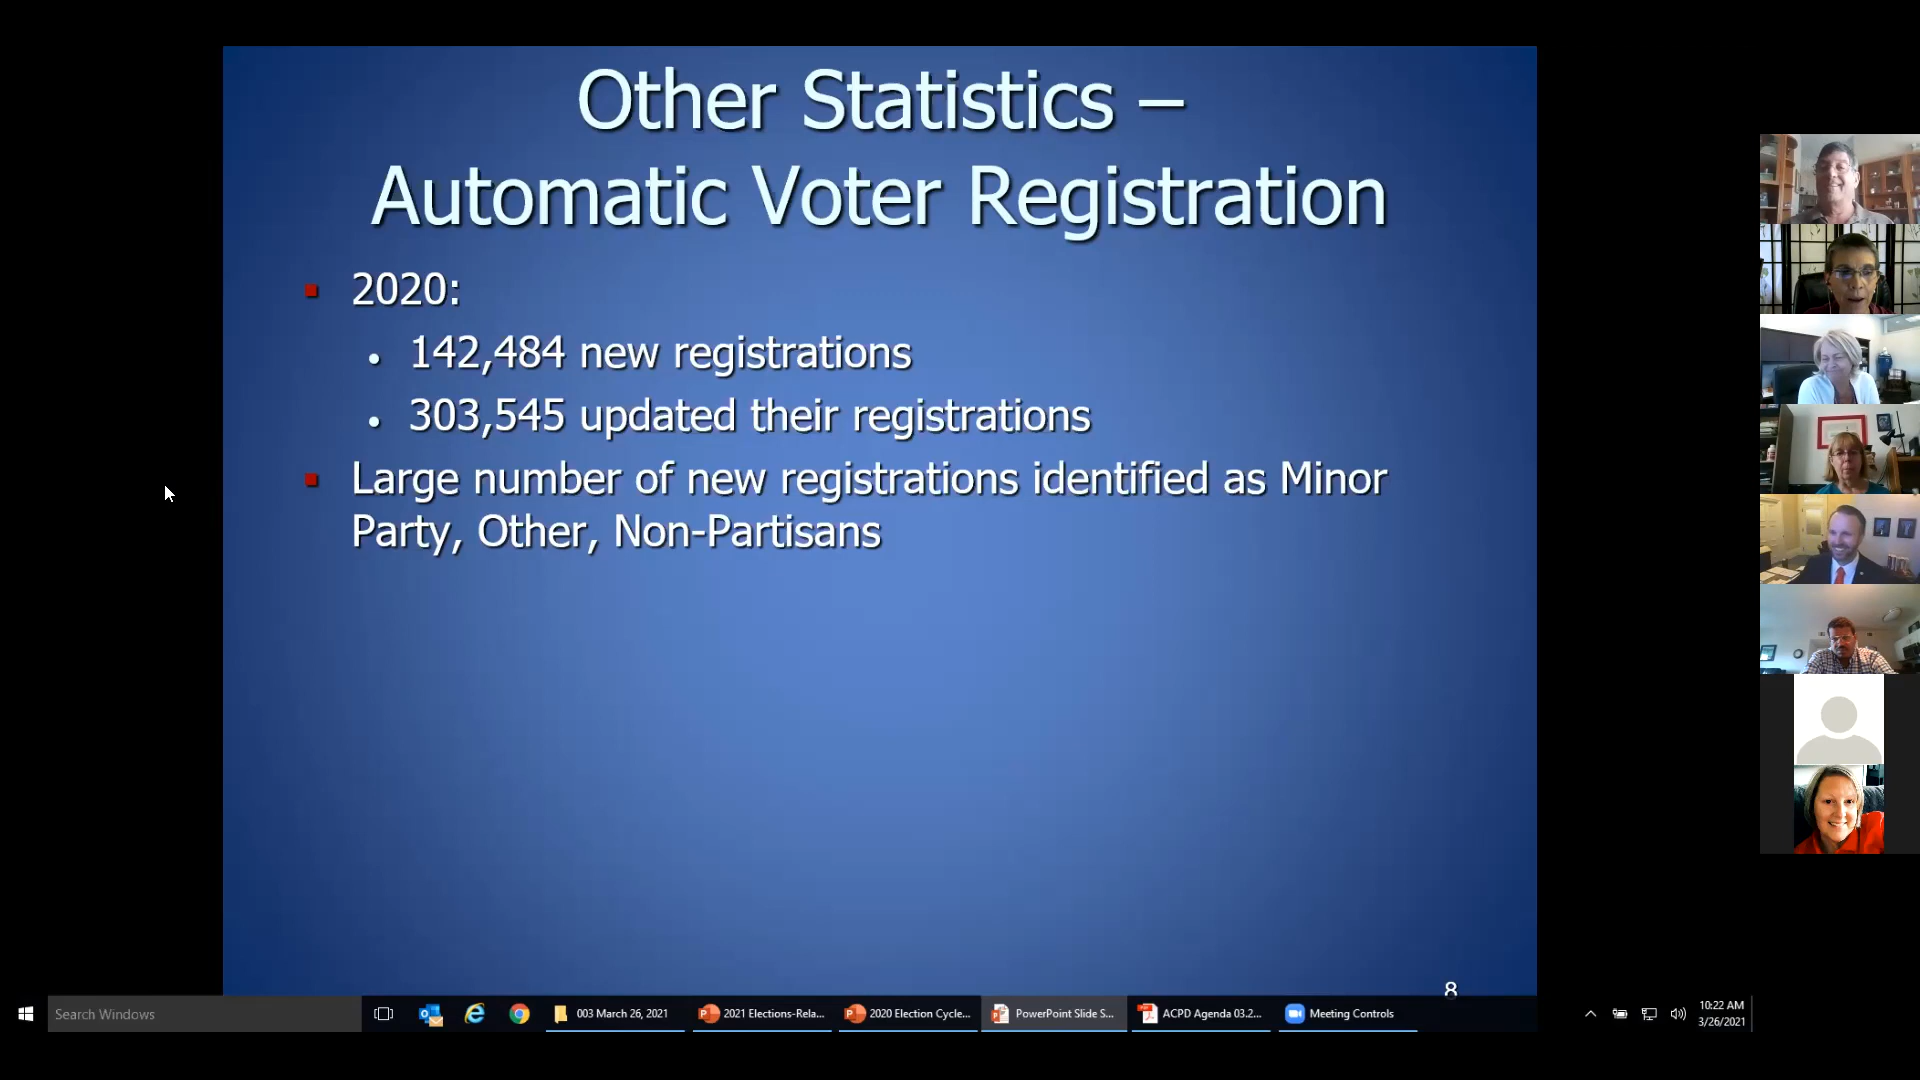 Other Statistics –
Automatic Voter Registration
2020:
142,484 new registrations
303,545 updated their registrations
Large number of new registrations identified as Minor
Party, Other, Non-Partisans
8
Search Windows
003 March 26, 2021
2021 Elections-Rela...
2020 Election Cycle...
PowerPoint Slide S...
ACPD Agenda 03.2...
Meeting Controls
10:22 AM
3/26/2021